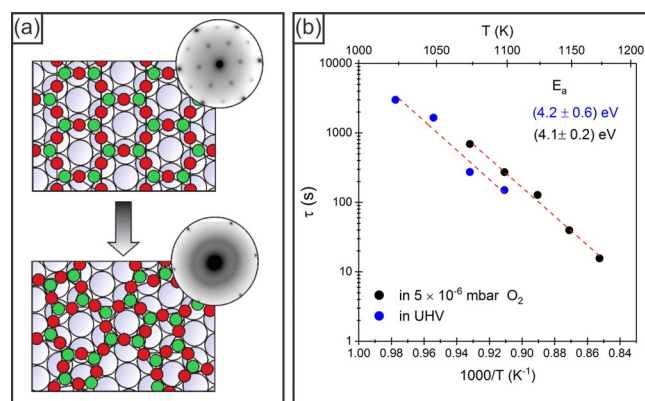 (a)
(b)
T (K)
1000 1050 1100 1150 1200
10000
1000
100
10
1
τ (s)
E_a
(4.2 ± 0.6) eV
(4.1± 0.2) eV
in 5 × 10⁻⁶ mbar O₂
in UHV
1.00 0.98 0.96 0.94 0.92 0.90 0.88 0.86 0.84
1000/T (K⁻¹)